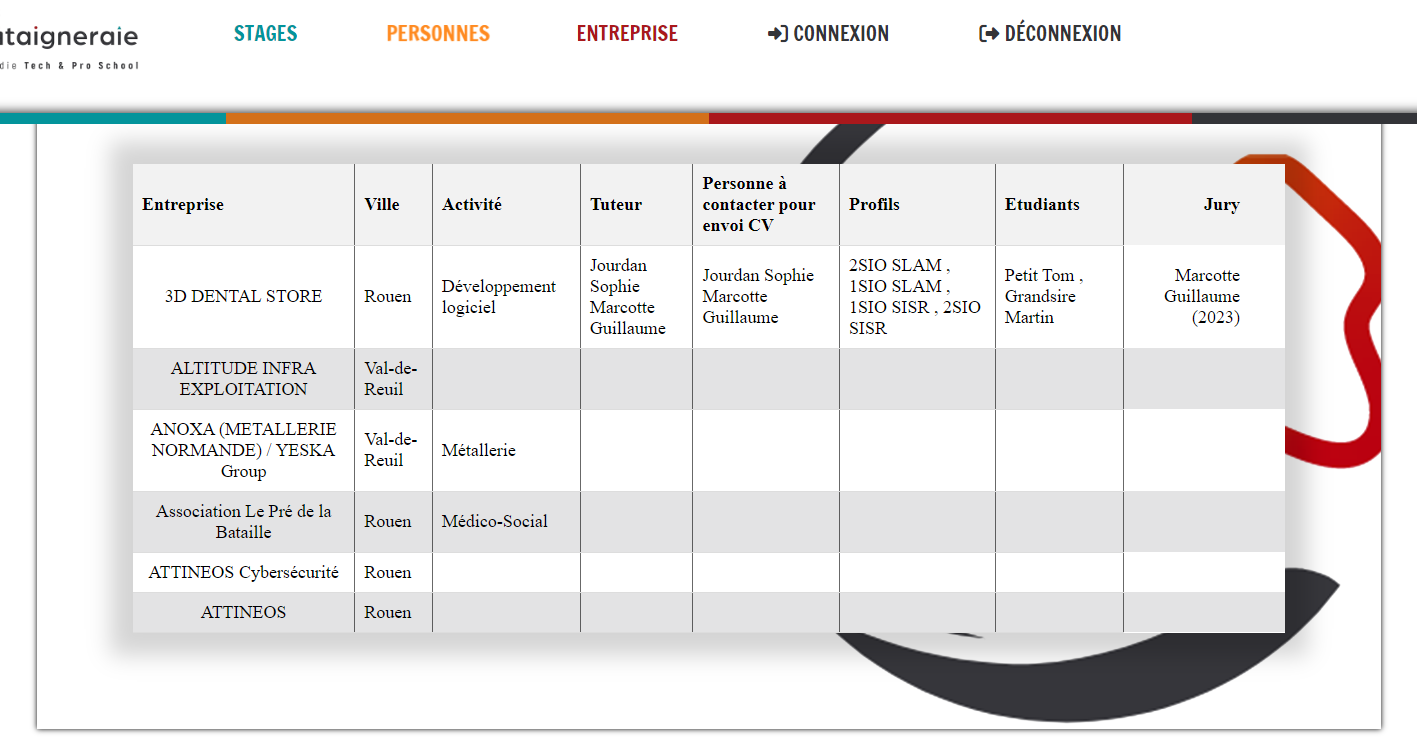 STAGES PERSONNES ENTREPRISE CONNEXION DÉCONNEXION
taigneraie
die Tech & Pro School
Entreprise Ville Activité Tuteur Personne à contacter pour envoi CV Profils Etudiants Jury
3D DENTAL STORE Rouen Développement logiciel Jourdan Sophie Marcotte Guillaume Jourdan Sophie Marcotte Guillaume 2SIO SLAM , 1SIO SLAM , 1SIO SISR , 2SIO SISR Petit Tom , Grandsire Martin Marcotte Guillaume (2023)
ALTITUDE INFRA EXPLOITATION Val-de-Reuil
ANOXA (METALLERIE NORMANDE) / YESKA Group Val-de-Reuil Métallerie
Association Le Pré de la Bataille Rouen Médico-Social
ATTINEOS Cybersécurité Rouen
ATTINEOS Rouen